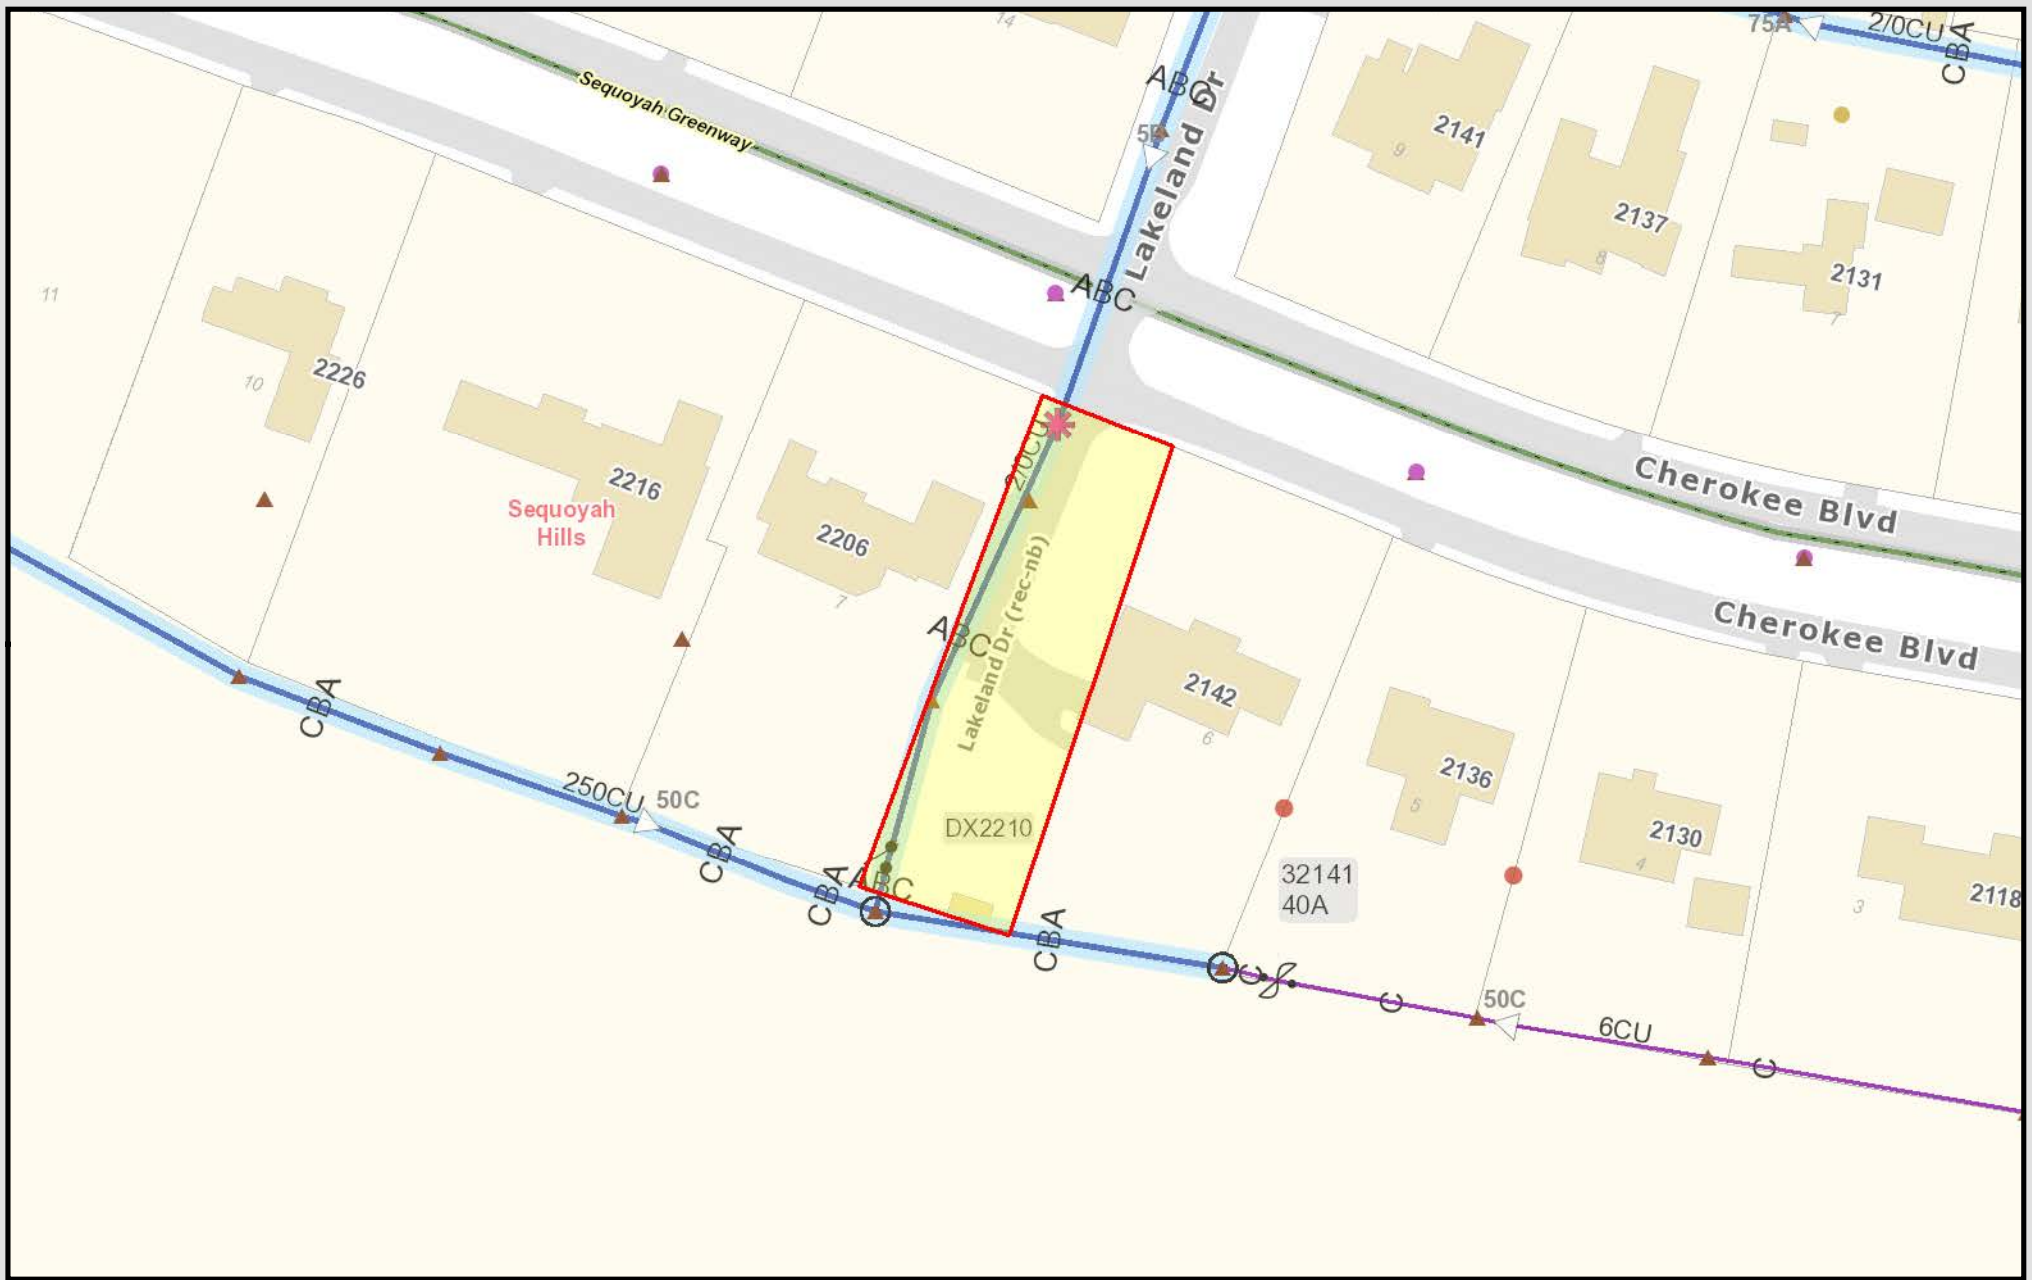 14
75A
2/0CU
CBA
ABC
Lakeland Dr
Sequoyah Greenway
2141
9
2137
8
2131
7
11
ABC
10
2226
2216
Sequoyah
Hills
2206
7
2/0CU
Lakeland Dr (rec-nb)
ABC
Cherokee Blvd
Cherokee Blvd
2142
6
2136
5
2130
4
2118
3
CBA
250CU
50C
CBA
DX2210
CBA
ABC
CBA
32141
40A
C
C
50C
6CU
C